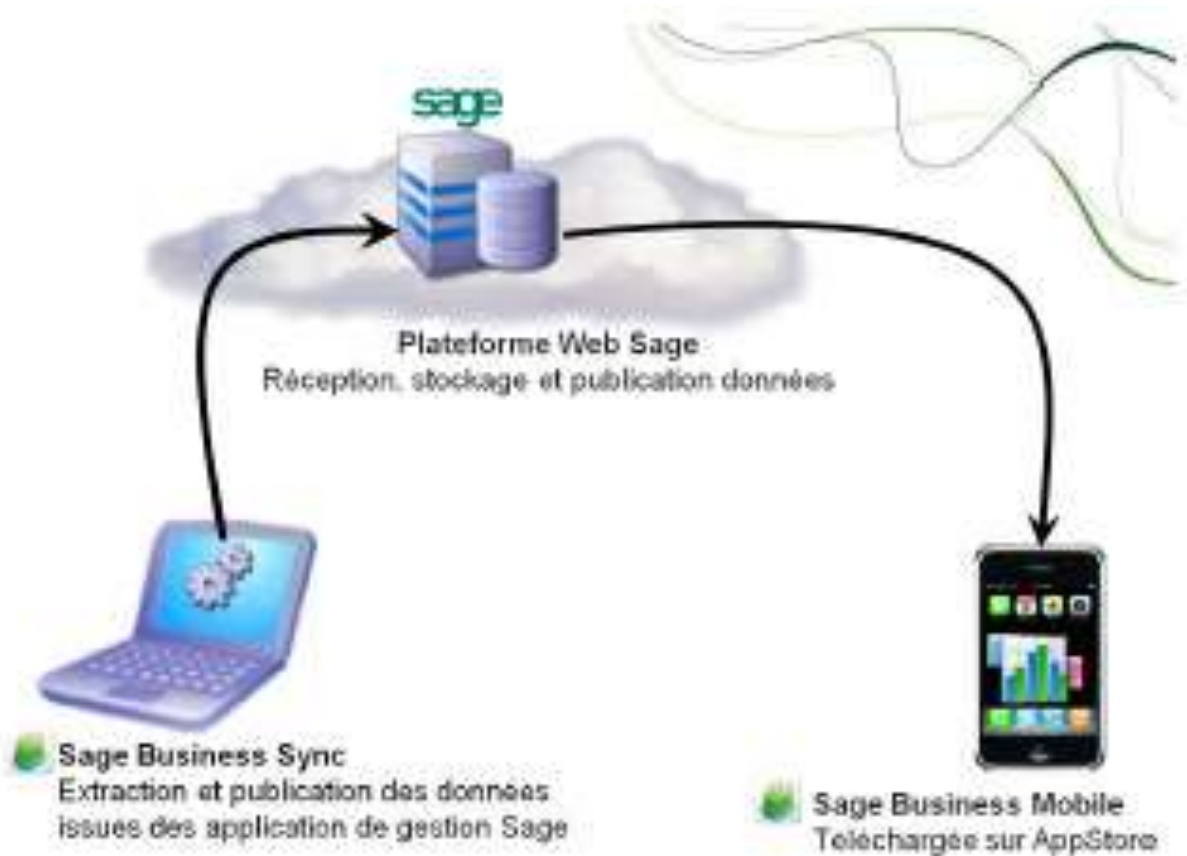 sage
Plateforme Web Sage
Réception, stockage et publication données
Sage Business Sync
Extraction et publication des données
issues des application de gestion Sage
Sage Business Mobile
Teléchargée sur AppStore